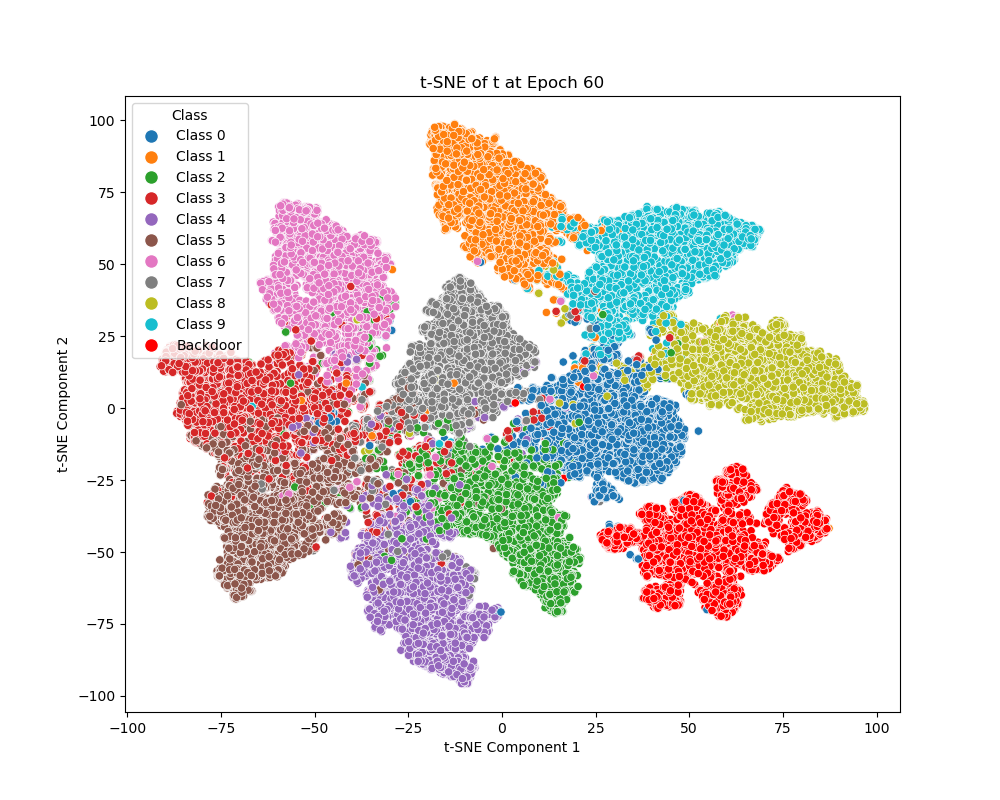 t-SNE of t at Epoch 60
Class
Class 0
Class 1
Class 2
Class 3
Class 4
Class 5
Class 6
Class 7
Class 8
Class 9
Backdoor
100
75
50
25
0
−25
−50
−75
−100
t-SNE Component 2
−100 −75 −50 −25 0 25 50 75 100
t-SNE Component 1